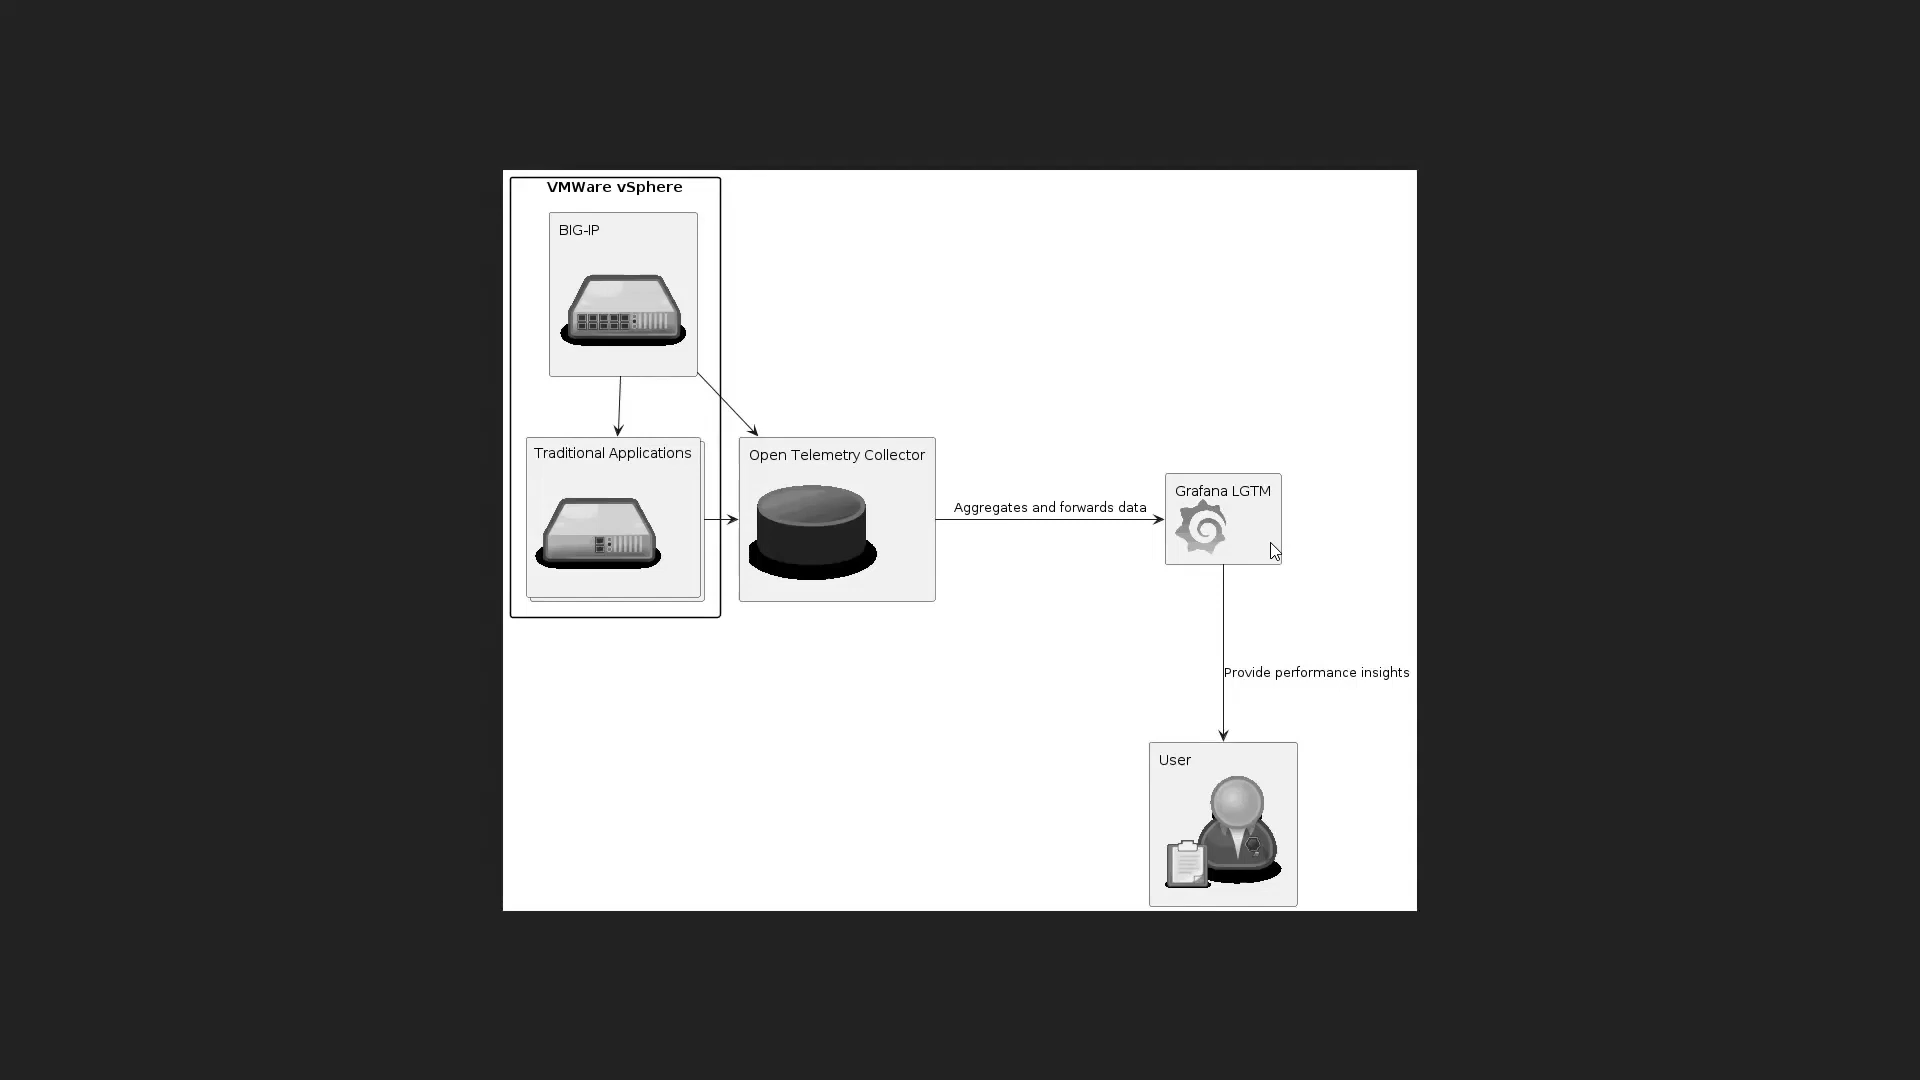 VMWare vSphere
BIG-IP
Traditional Applications
Open Telemetry Collector
Aggregates and forwards data
Grafana LGTM
Provide performance insights
User